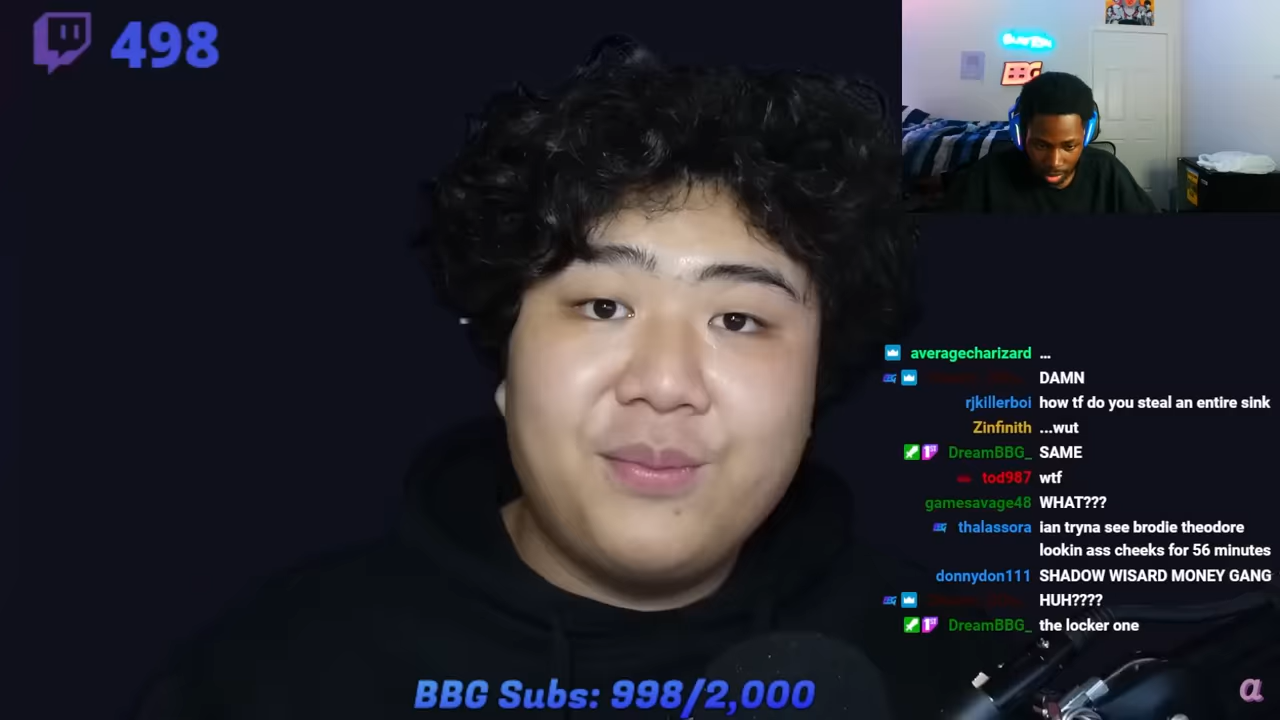 498
averagecharizard ...
DAMN
rjkillerboi how tf do you steal an entire sink
Zinfinith ...wut
DreamBBG_ SAME
tod987 wtf
gamesavage48 WHAT???
thalassora ian tryna see brodie theodore
lookin ass cheeks for 56 minutes
donnydon111 SHADOW WISARD MONEY GANG
HUH????
DreamBBG_ the locker one
BBG Subs: 998/2,000
BBG
a